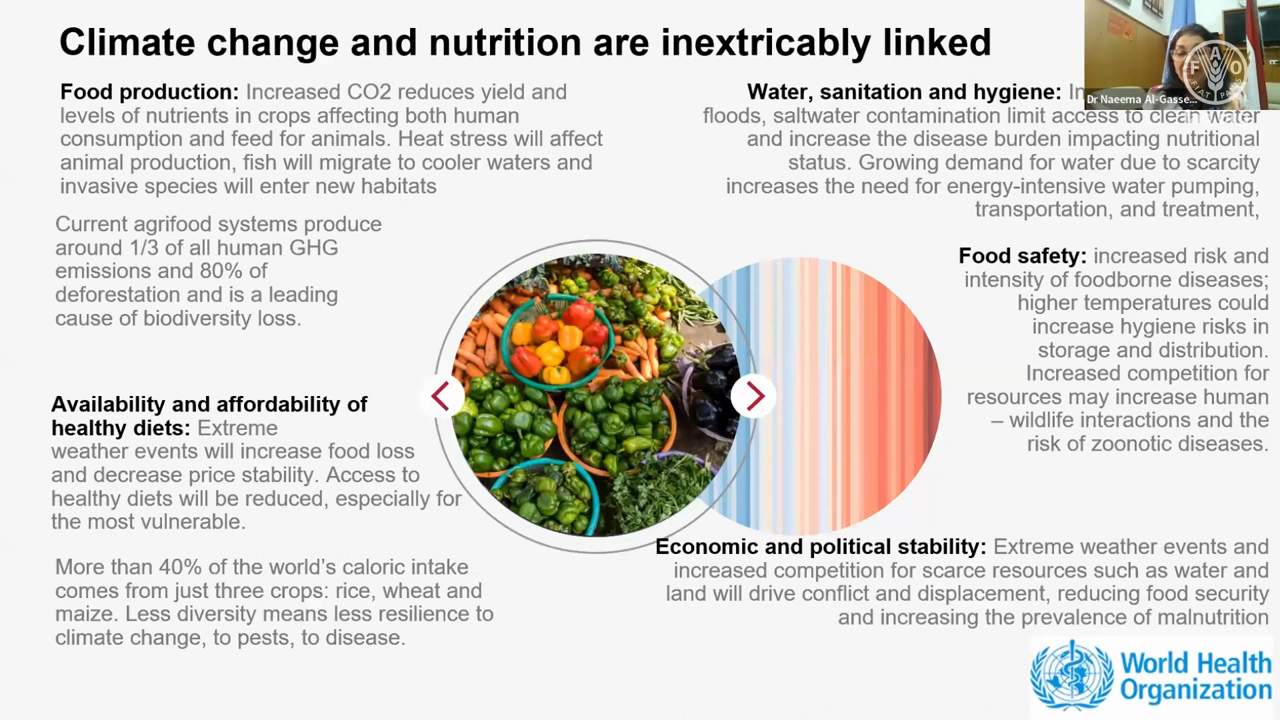 Climate change and nutrition are inextricably linked
Food production: Increased CO2 reduces yield and
levels of nutrients in crops affecting both human
consumption and feed for animals. Heat stress will affect
animal production, fish will migrate to cooler waters and
invasive species will enter new habitats
Current agrifood systems produce
around 1/3 of all human GHG
emissions and 80% of
deforestation and is a leading
cause of biodiversity loss.
Availability and affordability of
healthy diets: Extreme
weather events will increase food loss
and decrease price stability. Access to
healthy diets will be reduced, especially for
the most vulnerable.
More than 40% of the world's caloric intake
comes from just three crops: rice, wheat and
maize. Less diversity means less resilience to
climate change, to pests, to disease.
Dr Naeema Al-Gasse...
FAO
FIAT PANIS
Water, sanitation and hygiene:
floods, saltwater contamination limit access to clean water
and increase the disease burden impacting nutritional
status. Growing demand for water due to scarcity
increases the need for energy-intensive water pumping,
transportation, and treatment,
Food safety: increased risk and
intensity of foodborne diseases;
higher temperatures could
increase hygiene risks in
storage and distribution.
Increased competition for
resources may increase human
– wildlife interactions and the
risk of zoonotic diseases.
Economic and political stability: Extreme weather events and
increased competition for scarce resources such as water and
land will drive conflict and displacement, reducing food security
and increasing the prevalence of malnutrition
World Health
Organization